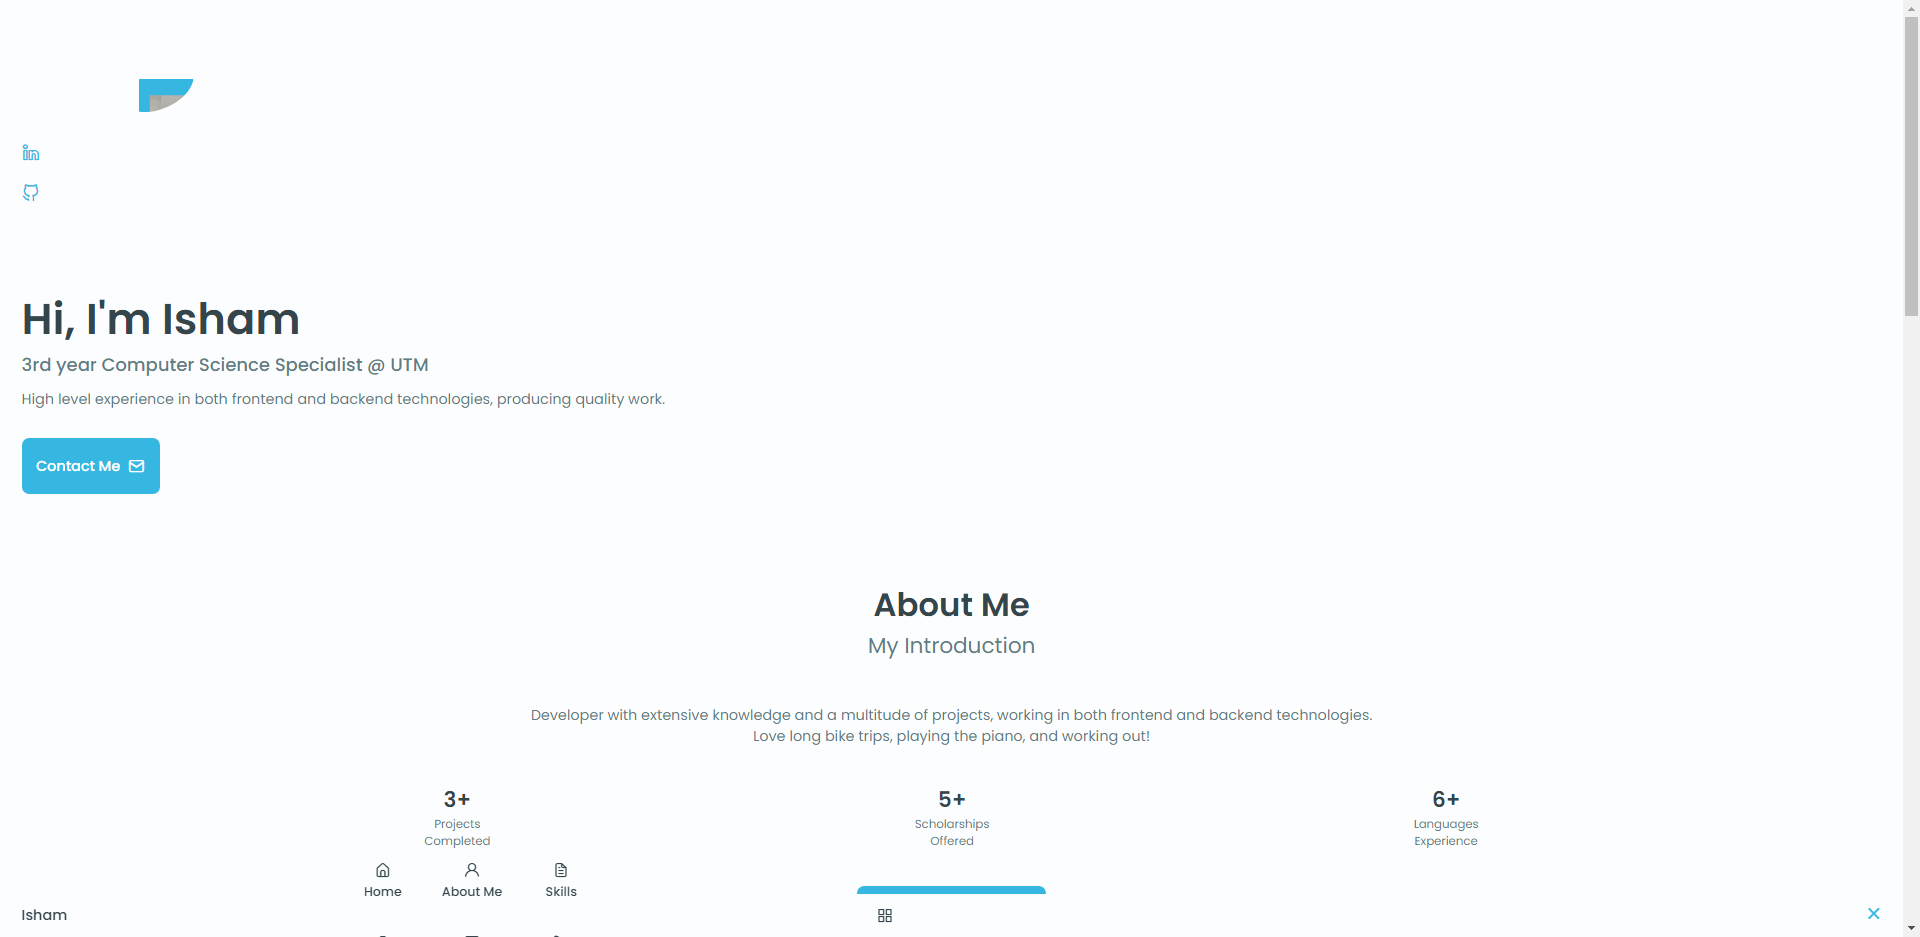 Hi, I'm Isham
3rd year Computer Science Specialist @ UTM
High level experience in both frontend and backend technologies, producing quality work.
Contact Me
About Me
My Introduction
Developer with extensive knowledge and a multitude of projects, working in both frontend and backend technologies.
Love long bike trips, playing the piano, and working out!
3+
Projects
Completed
5+
Scholarships
Offered
6+
Languages
Experience
Home
About Me
Skills
Isham